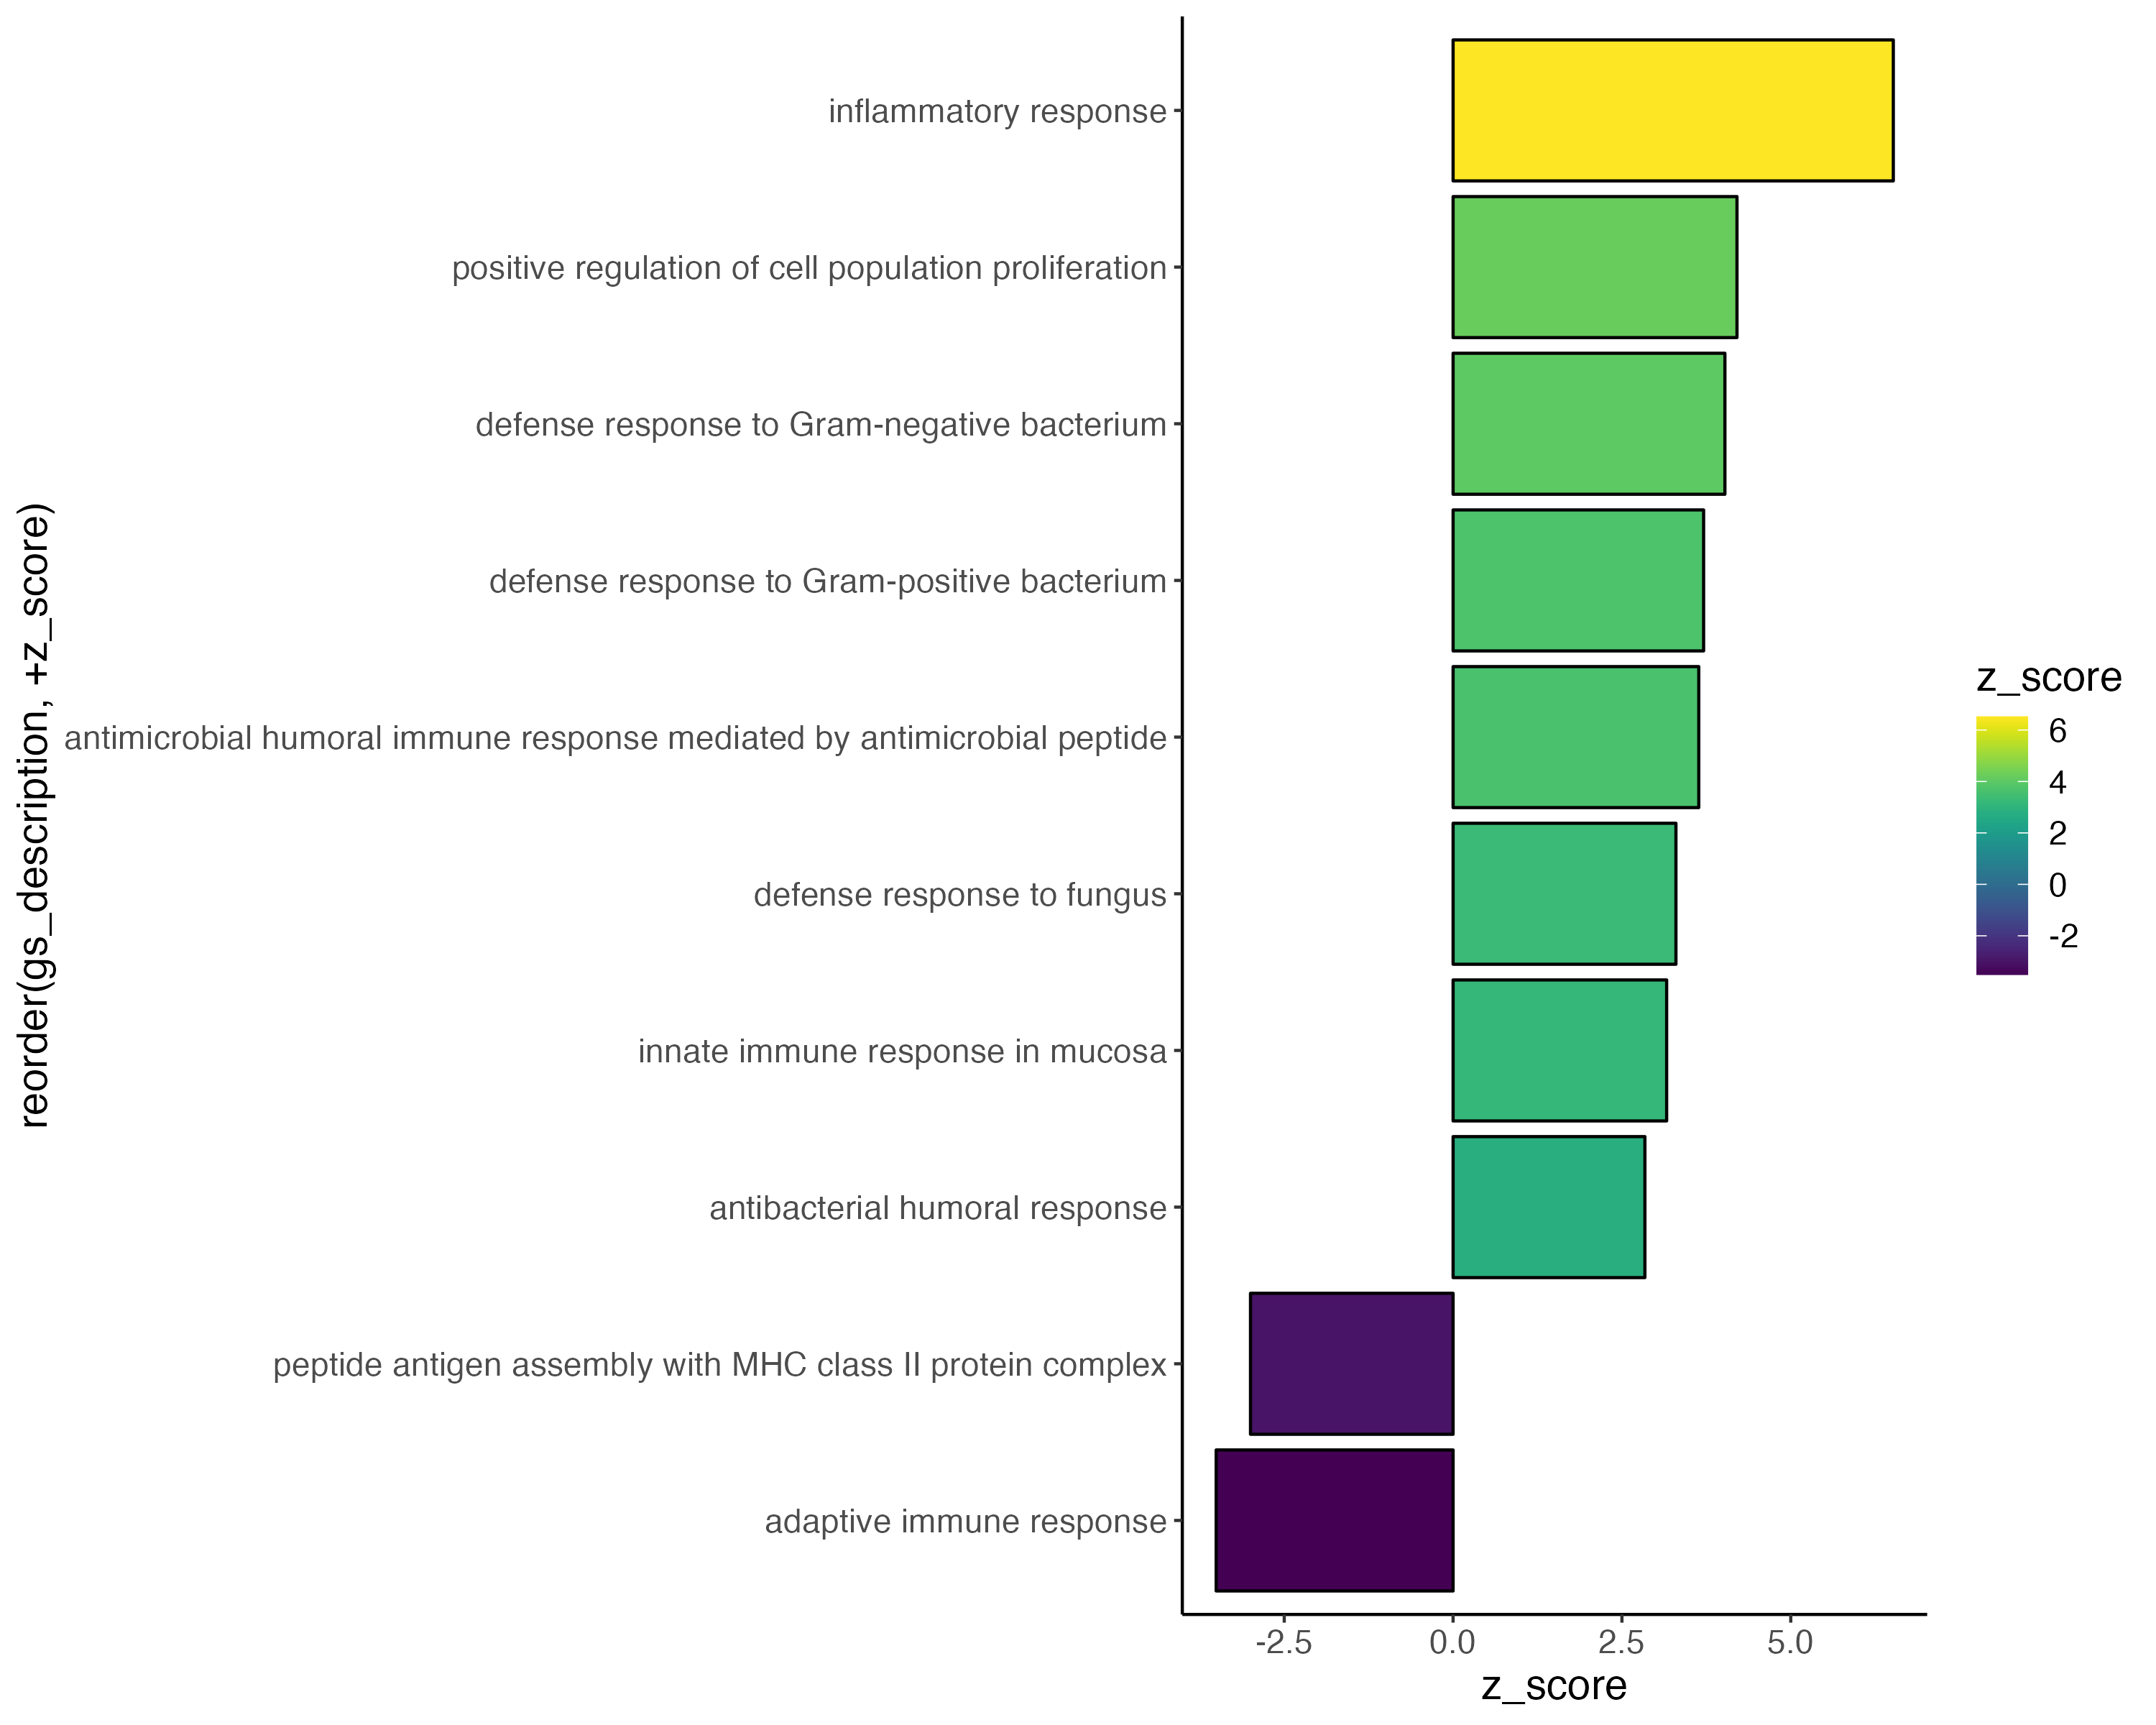 reorder(gs_description, +z_score)
inflammatory response
positive regulation of cell population proliferation
defense response to Gram-negative bacterium
defense response to Gram-positive bacterium
antimicrobial humoral immune response mediated by antimicrobial peptide
defense response to fungus
innate immune response in mucosa
antibacterial humoral response
peptide antigen assembly with MHC class II protein complex
adaptive immune response
-2.5 0.0 2.5 5.0
z_score
z_score
6
4
2
0
-2